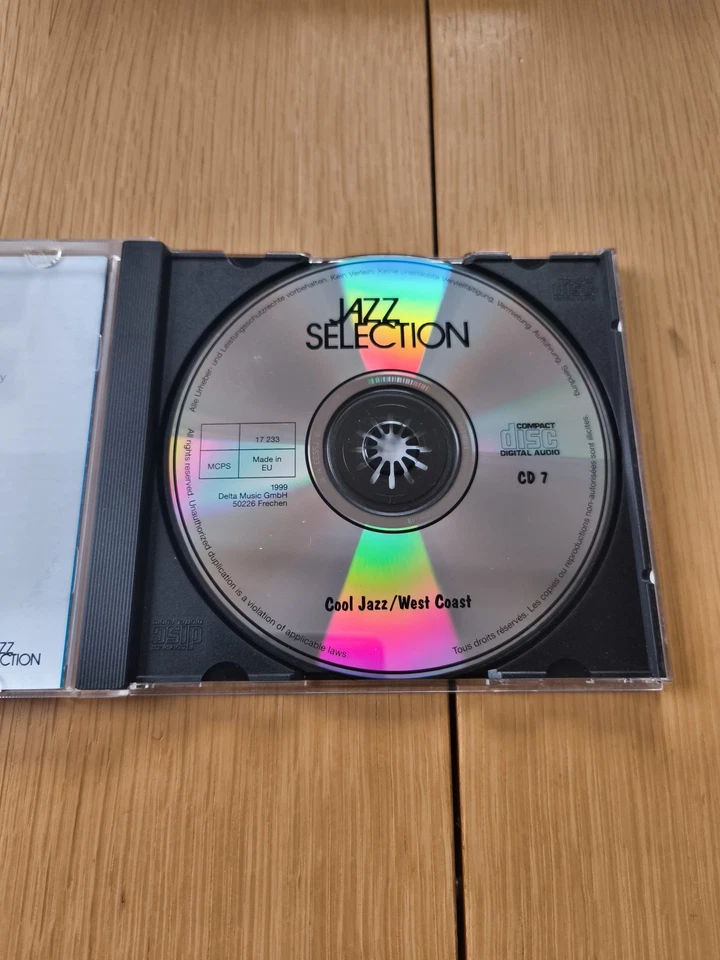 JAZZ
SELECTION
Alle Urheber- und Leistungsschutzrechte vorbehalten. Kein Verleih. Keine unerlaubte Vervielfältigung, Vermietung, Aufführung, Sendung.
17 233
MCPS
Made in
EU
1999
Delta Music GmbH
50226 Frechen
COMPACT
disc
DIGITAL AUDIO
CD 7
Cool Jazz/West Coast
All rights reserved. Unauthorized duplication is a violation of applicable laws.
Tous droits réservés. Les copies ou reproductions non-autorisées sont illicites.
y
ZZ
ECTION
disc